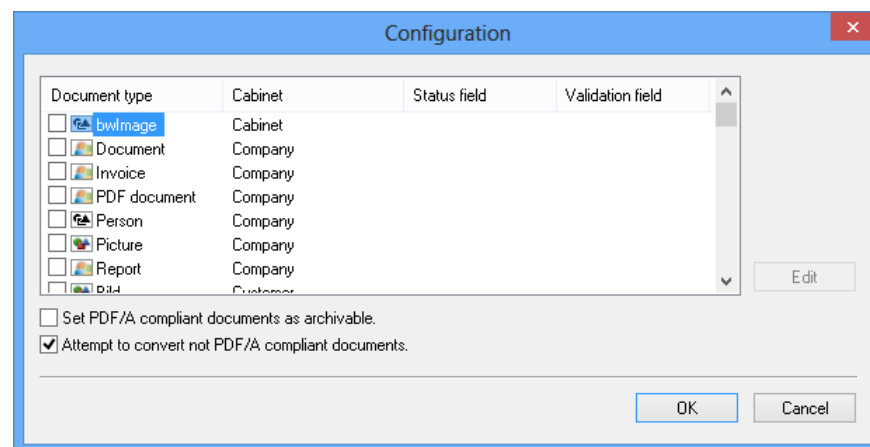 Configuration
Document type Cabinet Status field Validation field
bwImage Cabinet
Document Company
Invoice Company
PDF document Company
Person Company
Picture Company
Report Company
Bild Customer
Edit
Set PDF/A compliant documents as archivable.
Attempt to convert not PDF/A compliant documents.
OK Cancel